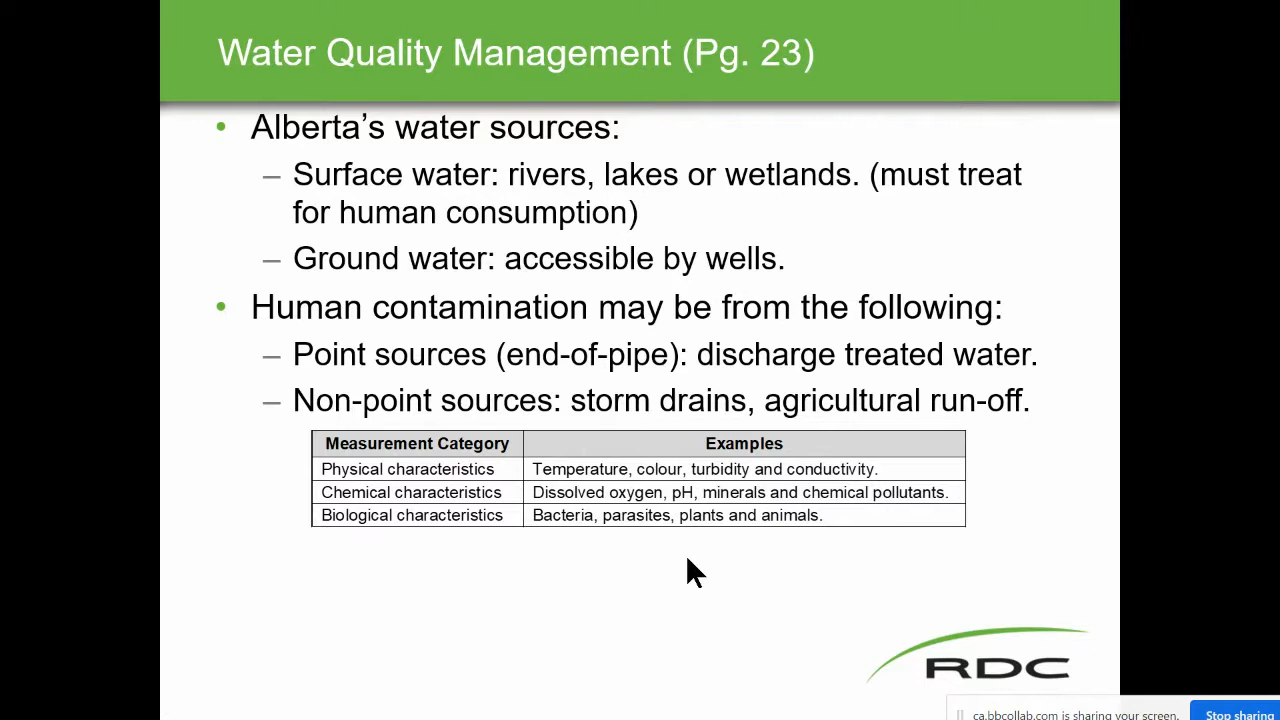 Water Quality Management (Pg. 23)
• Alberta's water sources:
– Surface water: rivers, lakes or wetlands. (must treat
for human consumption)
– Ground water: accessible by wells.
• Human contamination may be from the following:
– Point sources (end-of-pipe): discharge treated water.
– Non-point sources: storm drains, agricultural run-off.
Measurement Category Examples
Physical characteristics Temperature, colour, turbidity and conductivity.
Chemical characteristics Dissolved oxygen, pH, minerals and chemical pollutants.
Biological characteristics Bacteria, parasites, plants and animals.
RDC
ca.bbcollab.com is sharing your screen. Stop sharing